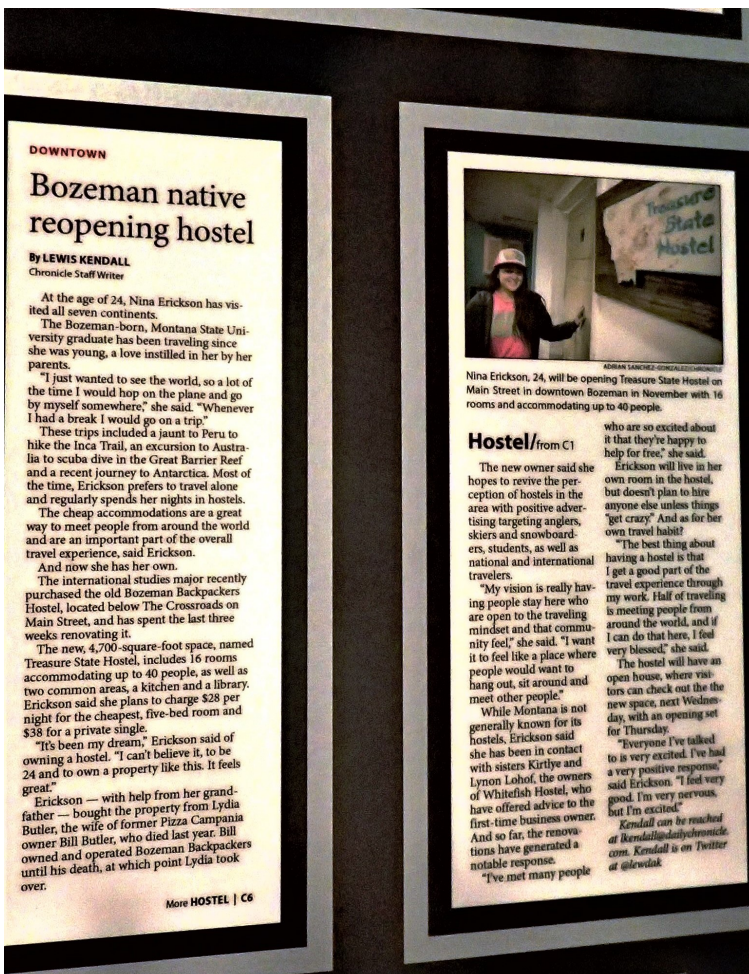 DOWNTOWN
Bozeman native
reopening hostel
By LEWIS KENDALL
Chronicle Staff Writer
At the age of 24, Nina Erickson has vis-
ited all seven continents.
The Bozeman-born, Montana State Uni-
versity graduate has been traveling since
she was young, a love instilled in her by her
parents.
"I just wanted to see the world, so a lot of
the time I would hop on the plane and go
by myself somewhere," she said. "Whenever
I had a break I would go on a trip."
These trips included a jaunt to Peru to
hike the Inca Trail, an excursion to Austra-
lia to scuba dive in the Great Barrier Reef
and a recent journey to Antarctica. Most of
the time, Erickson prefers to travel alone
and regularly spends her nights in hostels.
The cheap accommodations are a great
way to meet people from around the world
and are an important part of the overall
travel experience, said Erickson.
And now she has her own.
The international studies major recently
purchased the old Bozeman Backpackers
Hostel, located below The Crossroads on
Main Street, and has spent the last three
weeks renovating it.
The new, 4,700-square-foot space, named
Treasure State Hostel, includes 16 rooms
accommodating up to 40 people, as well as
two common areas, a kitchen and a library.
Erickson said she plans to charge $28 per
night for the cheapest, five-bed room and
$38 for a private single.
"It's been my dream," Erickson said of
owning a hostel. "I can't believe it, to be
24 and to own a property like this. It feels
great."
Erickson — with help from her grand-
father — bought the property from Lydia
Butler, the wife of former Pizza Campania
owner Bill Butler, who died last year. Bill
owned and operated Bozeman Backpackers
until his death, at which point Lydia took
over.
More HOSTEL | C6
Treasure
State
Hostel
ADRIAN SANCHEZ-GONZALEZ/CHRONICLE
Nina Erickson, 24, will be opening Treasure State Hostel on
Main Street in downtown Bozeman in November with 16
rooms and accommodating up to 40 people.
Hostel/from C1
The new owner said she
hopes to revive the per-
ception of hostels in the
area with positive adver-
tising targeting anglers,
skiers and snowboard-
ers, students, as well as
national and international
travelers.
"My vision is really hav-
ing people stay here who
are open to the traveling
mindset and that commu-
nity feel," she said. "I want
it to feel like a place where
people would want to
hang out, sit around and
meet other people."
While Montana is not
generally known for its
hostels, Erickson said
she has been in contact
with sisters Kirtlye and
Lynon Lohof, the owners
of Whitefish Hostel, who
have offered advice to the
first-time business owner.
And so far, the renova-
tions have generated a
notable response.
"I've met many people
who are so excited about
it that they're happy to
help for free," she said.
Erickson will live in her
own room in the hostel,
but doesn't plan to hire
anyone else unless things
"get crazy." And as for her
own travel habit?
"The best thing about
having a hostel is that
I get a good part of the
travel experience through
my work. Half of traveling
is meeting people from
around the world, and if
I can do that here, I feel
very blessed," she said.
The hostel will have an
open house, where visi-
tors can check out the the
new space, next Wednes-
day, with an opening set
for Thursday.
"Everyone I've talked
to is very excited. I've had
a very positive response,"
said Erickson. "I feel very
good. I'm very nervous,
but I'm excited."
Kendall can be reached
at lkendall@dailychronicle.
com. Kendall is on Twitter
at @lewdak